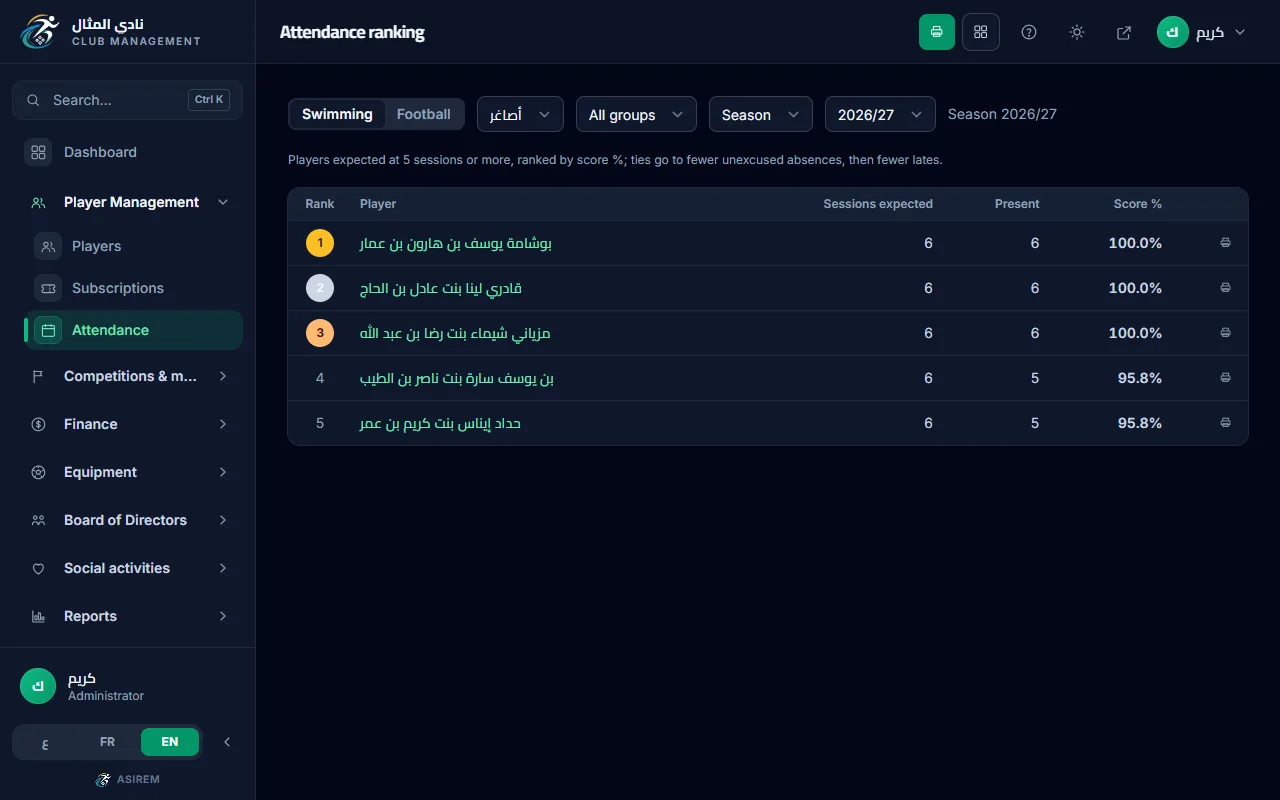 نادي المثال
CLUB MANAGEMENT
Search...
Ctrl K
Dashboard
Player Management
Players
Subscriptions
Attendance
Competitions & m...
Finance
Equipment
Board of Directors
Social activities
Reports
ك
كريم
Administrator
ع FR EN
ASIREM
Attendance ranking
ك كريم
Swimming Football أصاغر All groups Season 2026/27 Season 2026/27
Players expected at 5 sessions or more, ranked by score %; ties go to fewer unexcused absences, then fewer lates.
Rank Player Sessions expected Present Score %
1 بوشامة يوسف بن هارون بن عمار 6 6 100.0%
2 قادري لينا بنت عادل بن الحاج 6 6 100.0%
3 مزياني شيماء بنت رضا بن عبد الله 6 6 100.0%
4 بن يوسف سارة بنت ناصر بن الطيب 6 5 95.8%
5 حداد إيناس بنت كريم بن عمر 6 5 95.8%